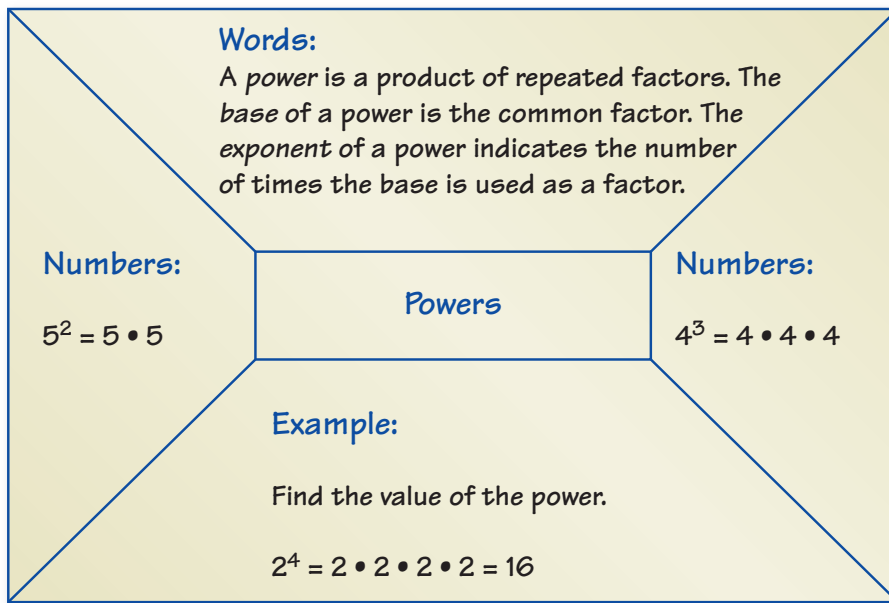 Words:
A power is a product of repeated factors. The
base of a power is the common factor. The
exponent of a power indicates the number
of times the base is used as a factor.
Numbers:
5² = 5 • 5
Powers
Numbers:
4³ = 4 • 4 • 4
Example:
Find the value of the power.
2⁴ = 2 • 2 • 2 • 2 = 16